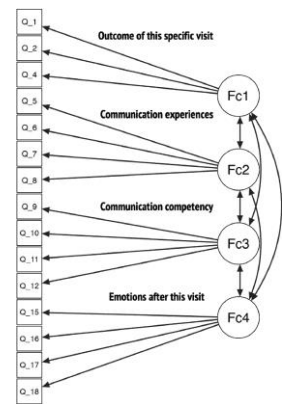 Q_1
Outcome of this specific visit
Q_2
Q_4
Fc1
Q_5
Communication experiences
Q_6
Q_7
Fc2
Q_8
Q_9
Communication competency
Q_10
Fc3
Q_11
Q_12
Emotions after this visit
Q_15
Fc4
Q_16
Q_17
Q_18